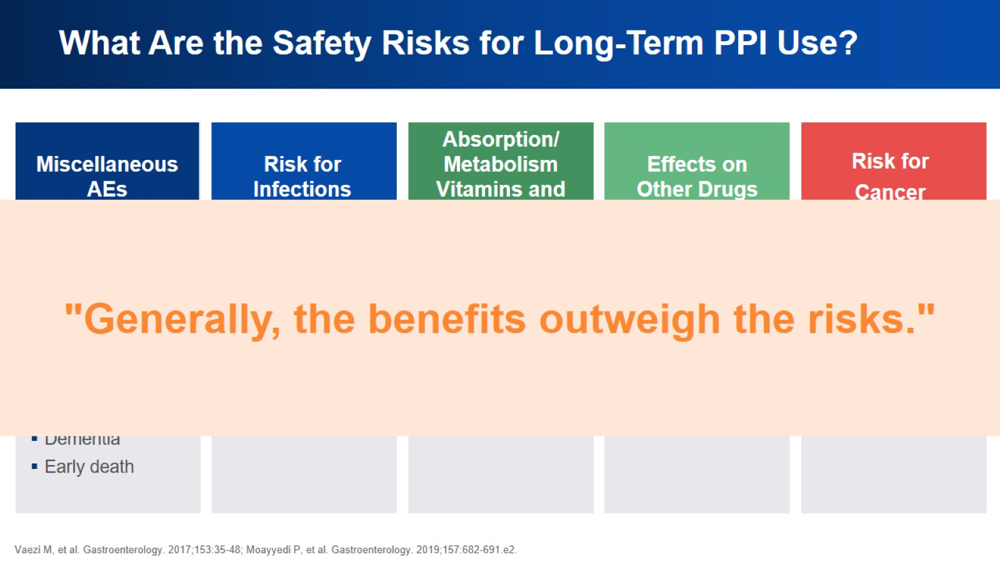 What Are the Safety Risks for Long-Term PPI Use?
Miscellaneous
AEs
Risk for
Infections
Absorption/
Metabolism
Vitamins and
Effects on
Other Drugs
Risk for
Cancer
"Generally, the benefits outweigh the risks."
▪ Dementia
▪ Early death
Vaezi M, et al. Gastroenterology. 2017;153:35-48; Moayyedi P, et al. Gastroenterology. 2019;157:682-691.e2.